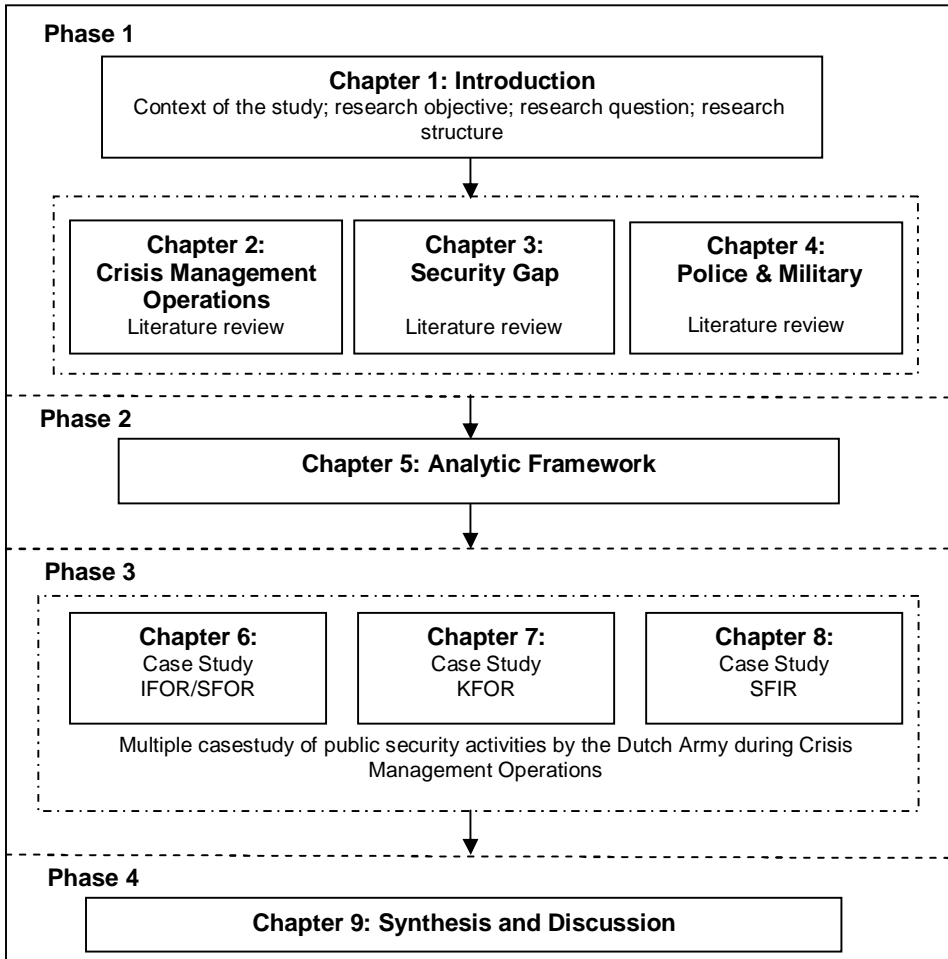 Phase 1
Chapter 1: Introduction
Context of the study; research objective; research question; research
structure
Chapter 2:
Crisis Management
Operations
Literature review
Chapter 3:
Security Gap
Literature review
Chapter 4:
Police & Military
Literature review
Phase 2
Chapter 5: Analytic Framework
Phase 3
Chapter 6:
Case Study
IFOR/SFOR
Chapter 7:
Case Study
KFOR
Chapter 8:
Case Study
SFIR
Multiple casestudy of public security activities by the Dutch Army during Crisis
Management Operations
Phase 4
Chapter 9: Synthesis and Discussion